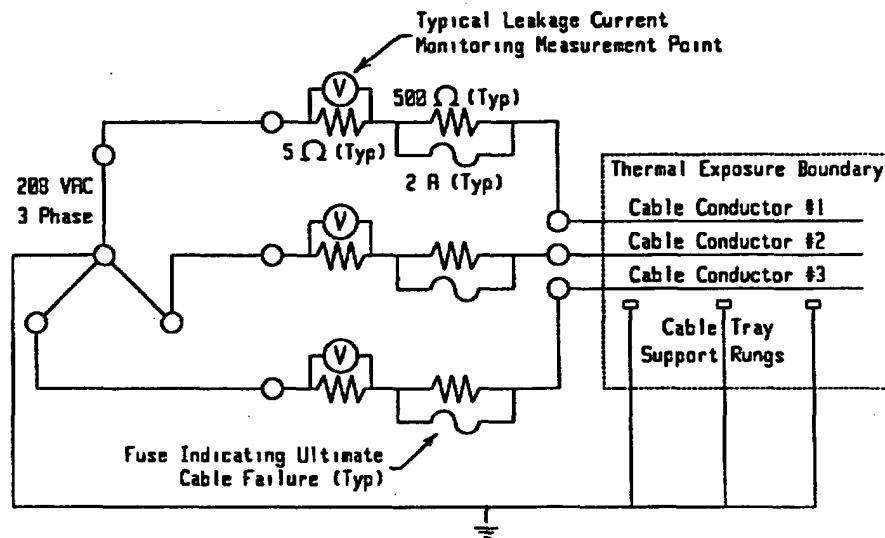 Typical Leakage Current
Monitoring Measurement Point
V
500 Ω (Typ)
5 Ω (Typ)
2 A (Typ)
208 VAC
3 Phase
Thermal Exposure Boundary
Cable Conductor #1
V
Cable Conductor #2
Cable Conductor #3
Cable Tray
Support Rungs
V
Fuse Indicating Ultimate
Cable Failure (Typ)